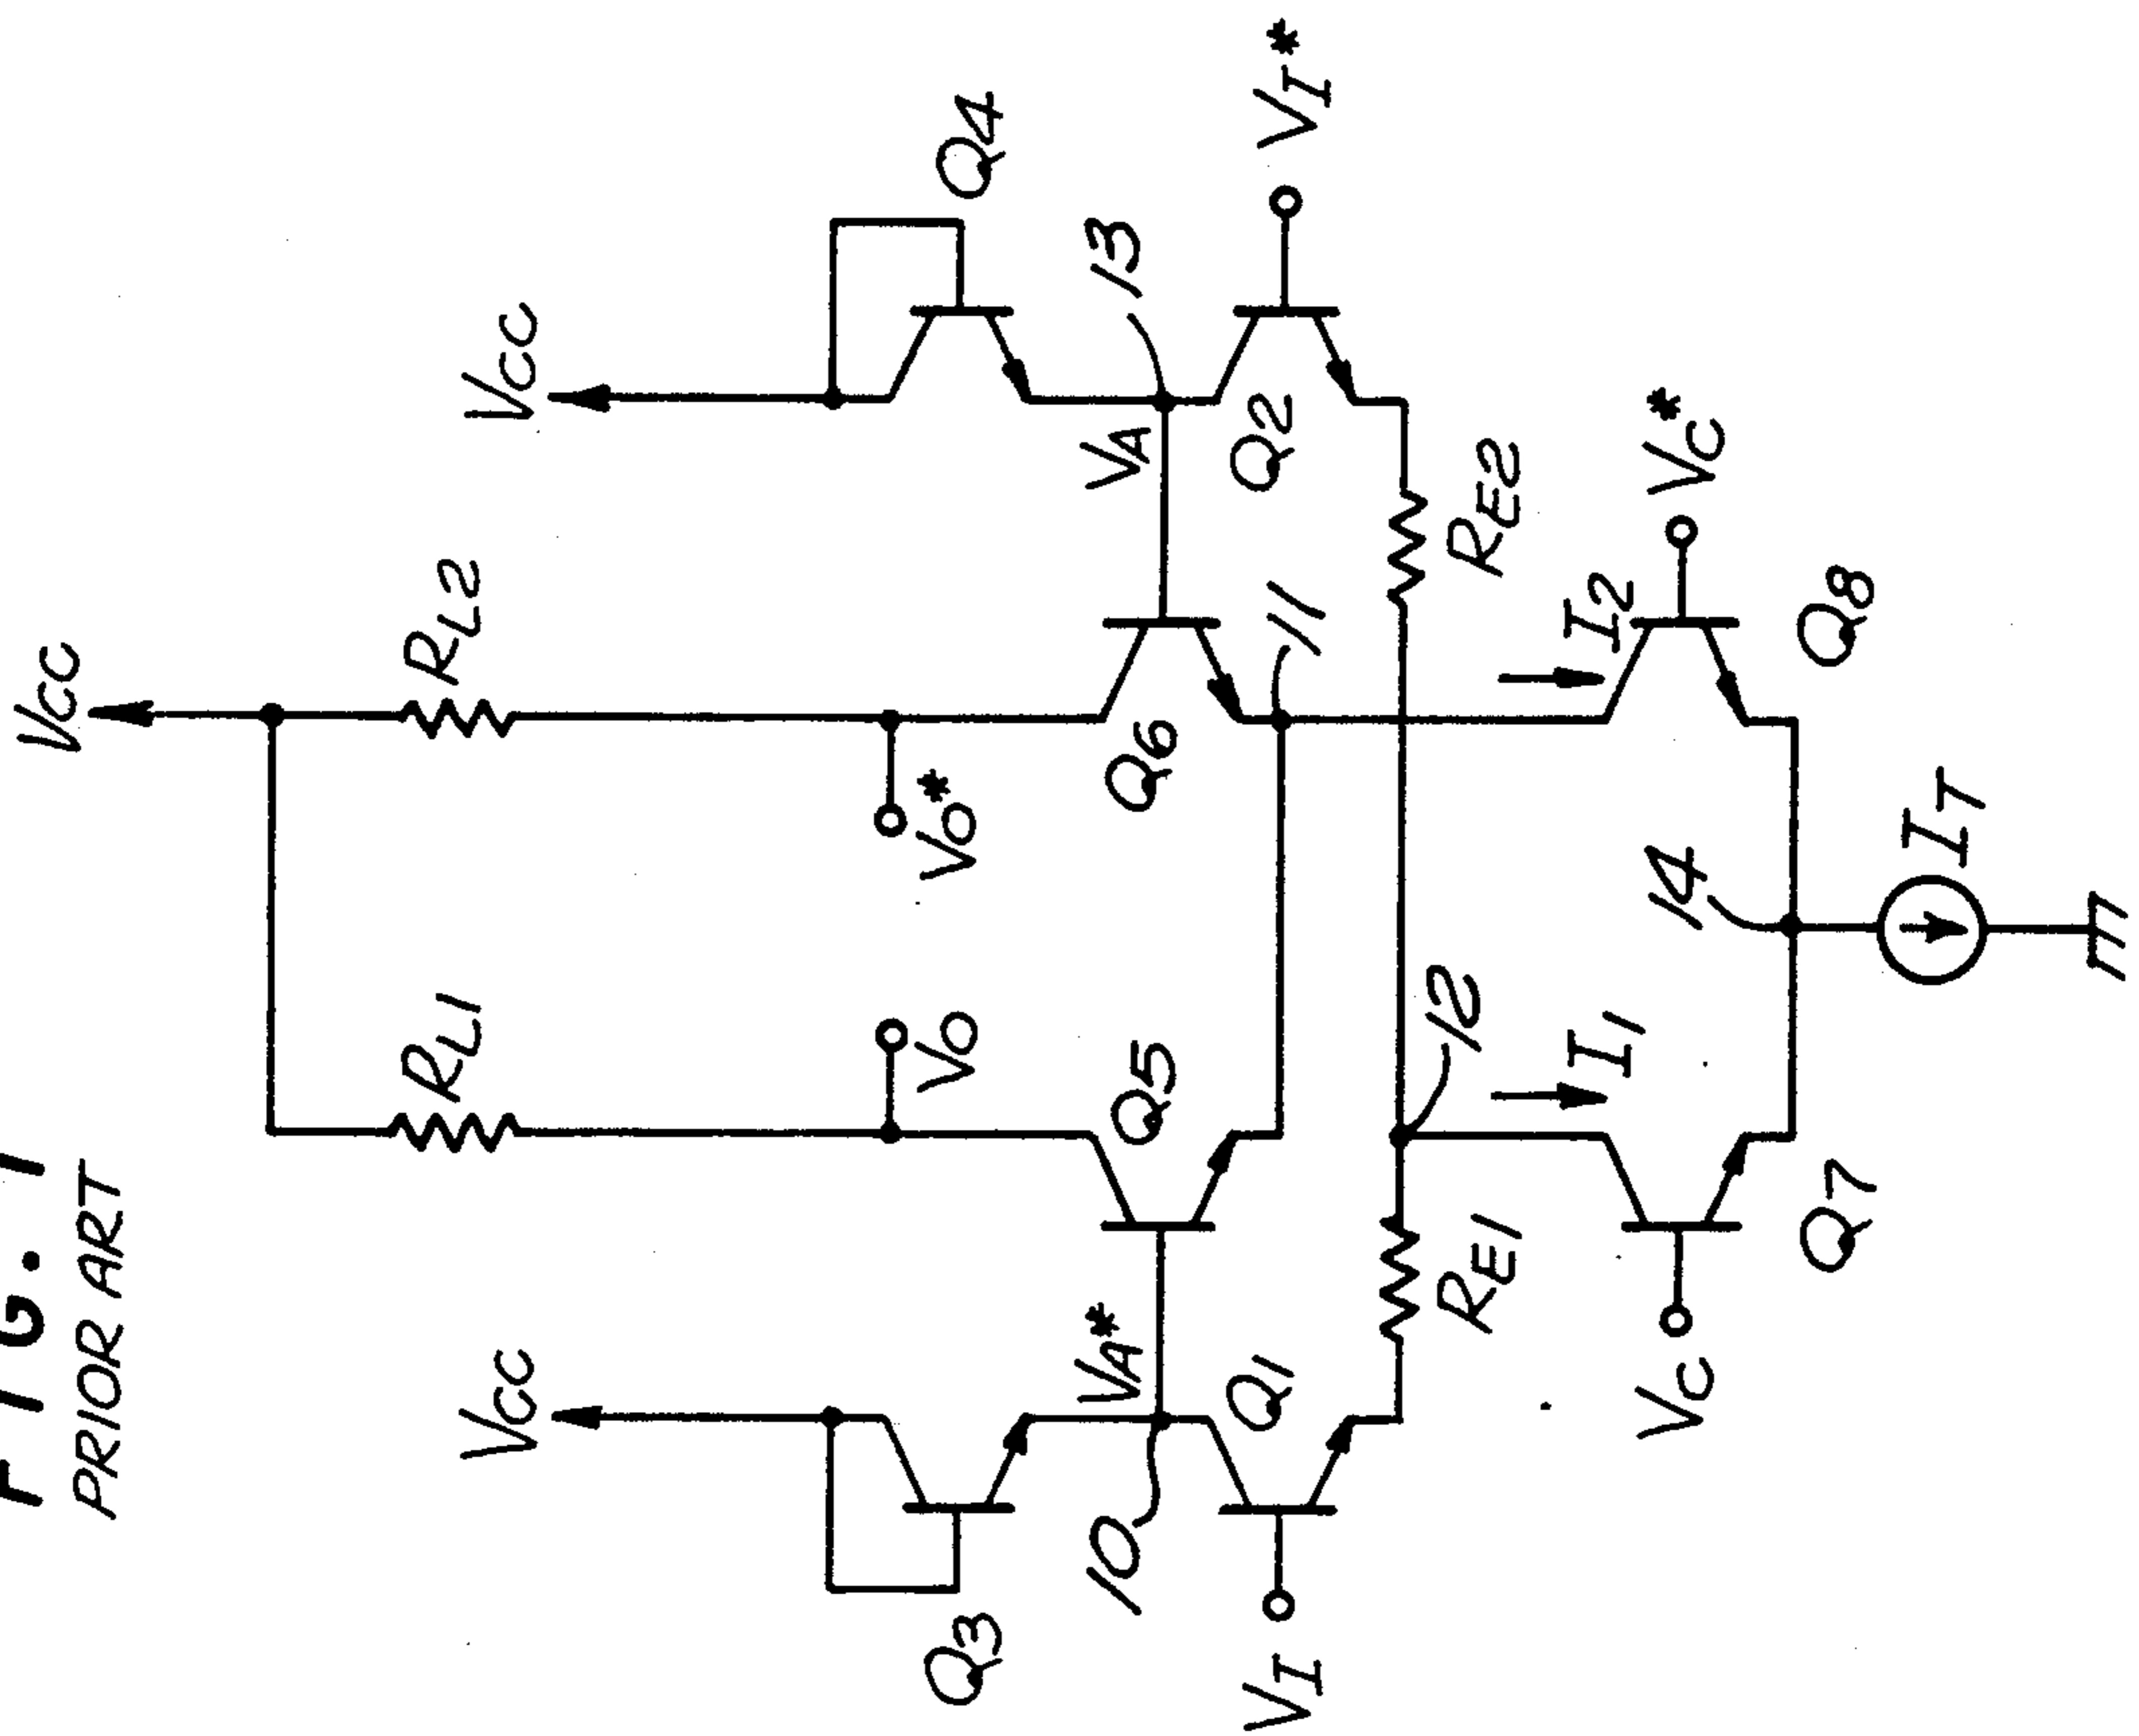 FIG. 1
PRIOR ART
VCC
VCC
VCC
RL1
RL2
Q3
Q4
VO
VO*
VA*
VA
10
13
Q5
Q6
11
VI
Q1
Q2
VI*
RE1
12
RE2
I1
I2
VC
VC*
Q7
14
Q8
IT